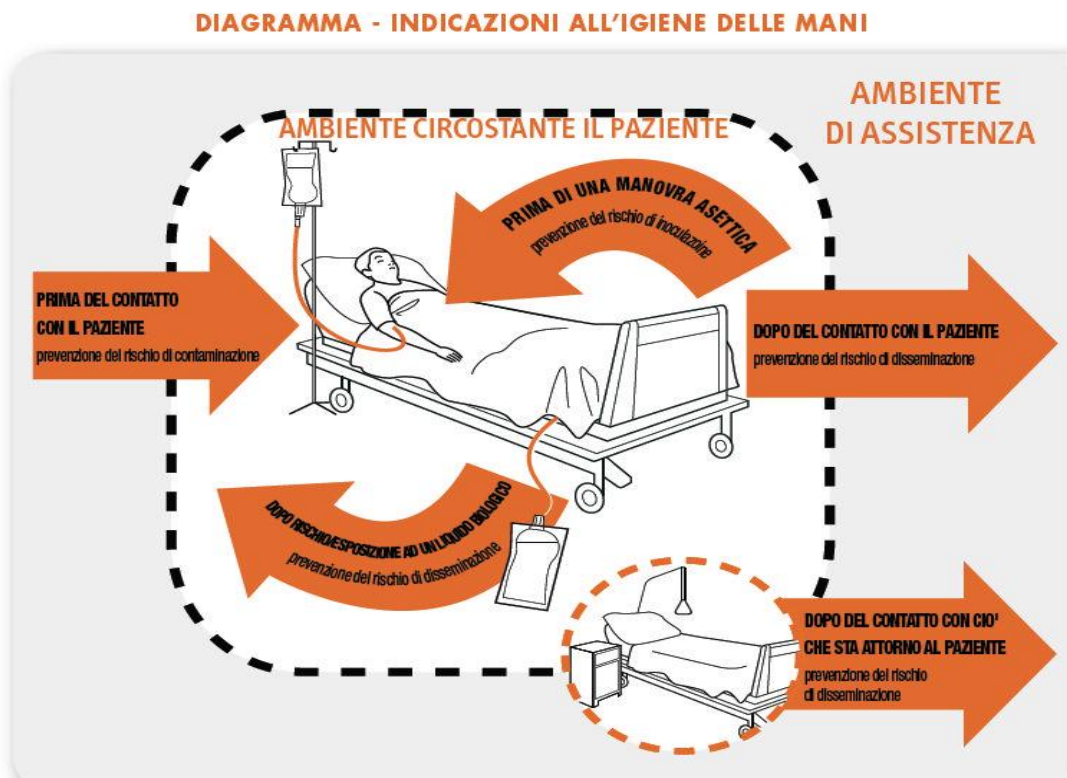 DIAGRAMMA - INDICAZIONI ALL'IGIENE DELLE MANI
AMBIENTE
DI ASSISTENZA
AMBIENTE CIRCOSTANTE IL PAZIENTE
PRIMA DI UNA MANOVRA ASETTICA
prevenzione del rischio di inoculazoine
PRIMA DEL CONTATTO
CON IL PAZIENTE
prevenzione del rischio di contaminazione
DOPO DEL CONTATTO CON IL PAZIENTE
prevenzione del rischio di disseminazione
DOPO RISCHIO/ESPOSIZIONE AD UN LIQUIDO BIOLOGICO
prevenzione del rischio di disseminazione
DOPO DEL CONTATTO CON CIO'
CHE STA ATTORNO AL PAZIENTE
prevenzione del rischio
di disseminazione